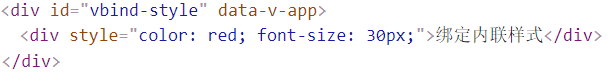 <div id="vbind-style" data-v-app>
<div style="color: red; font-size: 30px;">绑定内联样式</div>
</div>